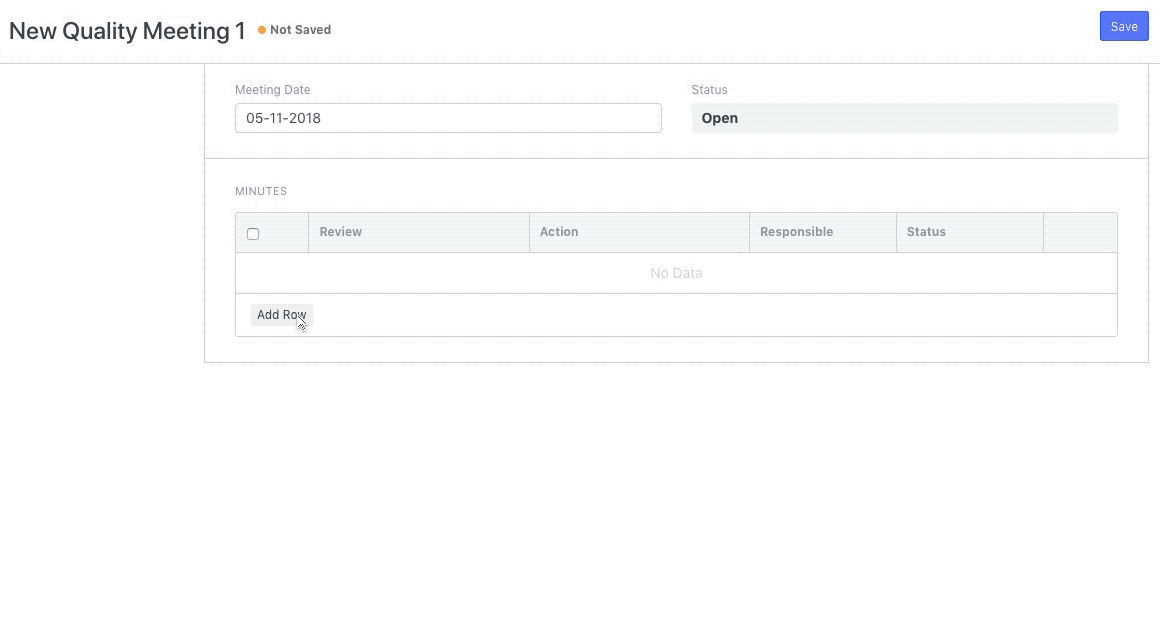 New Quality Meeting 1 Not Saved Save
Meeting Date Status
05-11-2018 Open
MINUTES
Review Action Responsible Status
No Data
Add Row